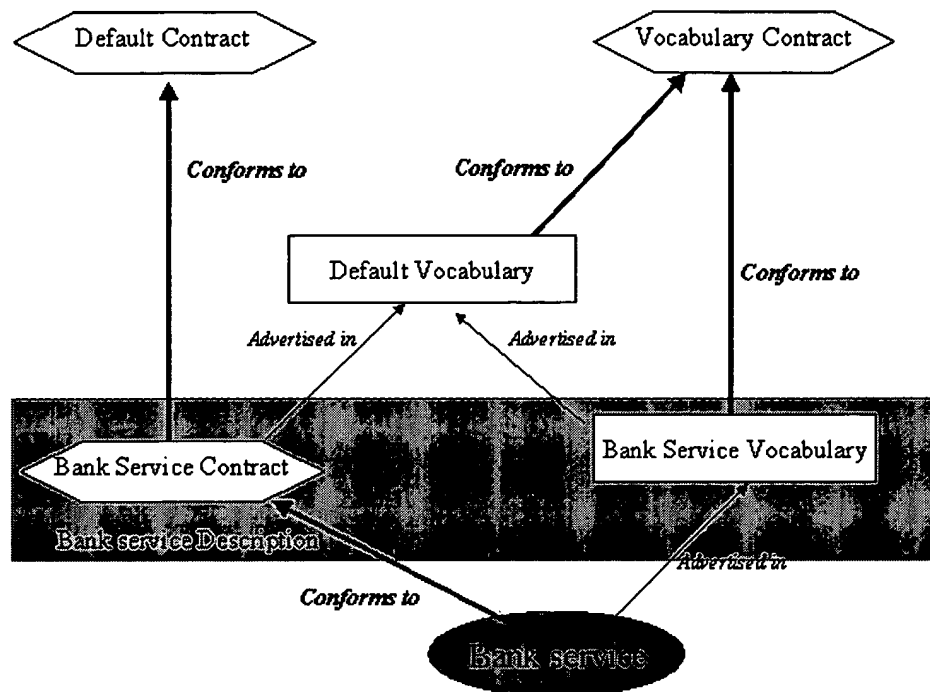 Default Contract
Vocabulary Contract
Conforms to
Conforms to
Default Vocabulary
Conforms to
Advertised in
Advertised in
Bank Service Contract
Bank Service Vocabulary
Bank service Description
Advertised in
Conforms to
Bank service